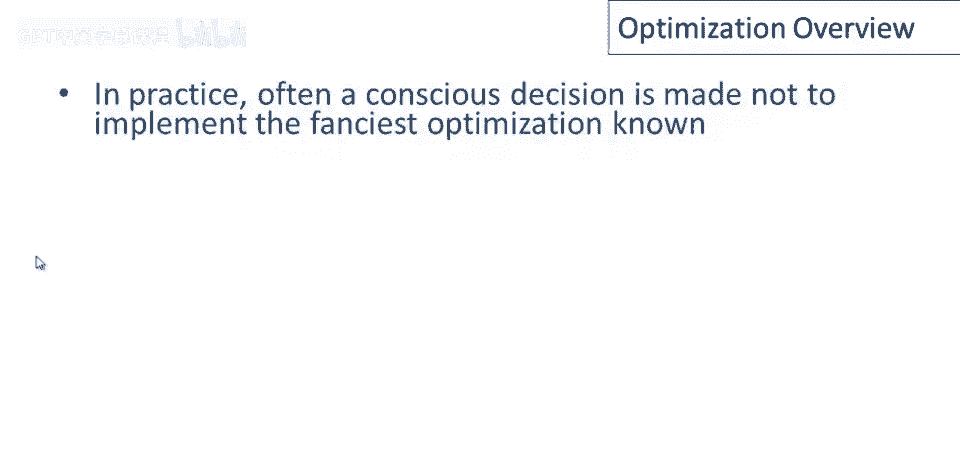 Optimization Overview
• In practice, often a conscious decision is made not to
implement the fanciest optimization known